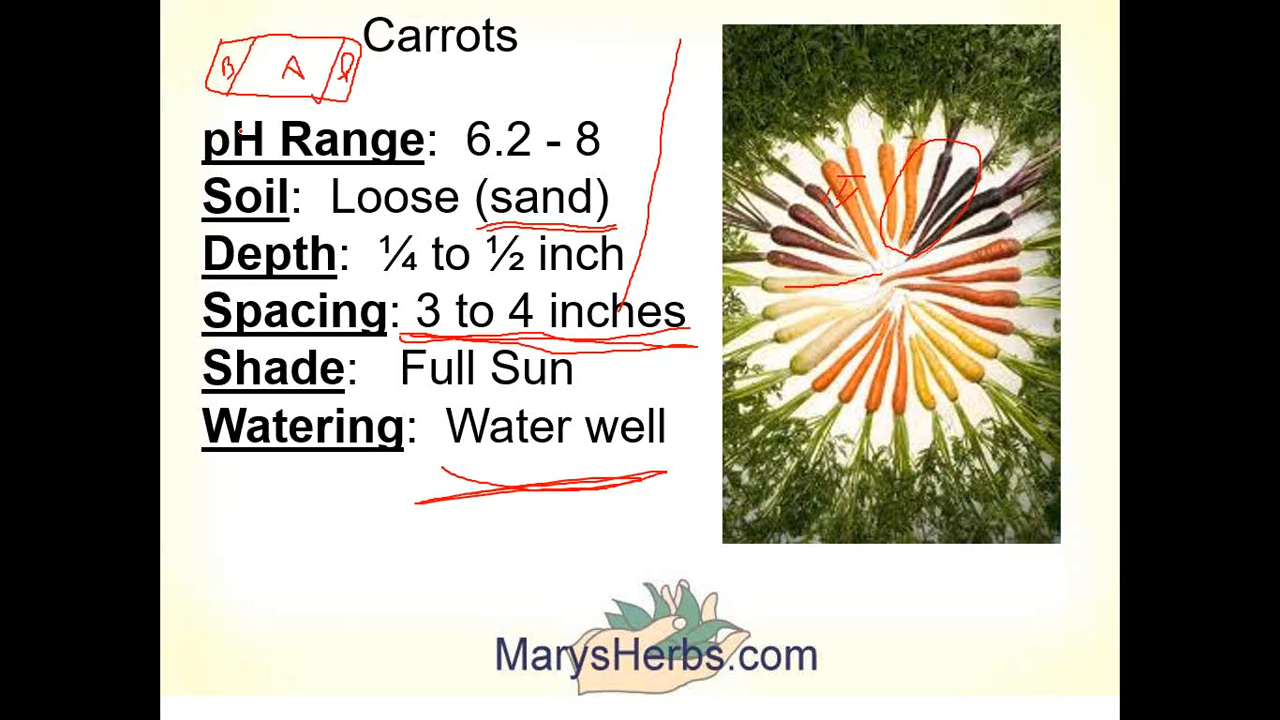 Carrots
B A D
pH Range: 6.2 - 8
Soil: Loose (sand)
Depth: ¼ to ½ inch
Spacing: 3 to 4 inches
Shade: Full Sun
Watering: Water well
MarysHerbs.com